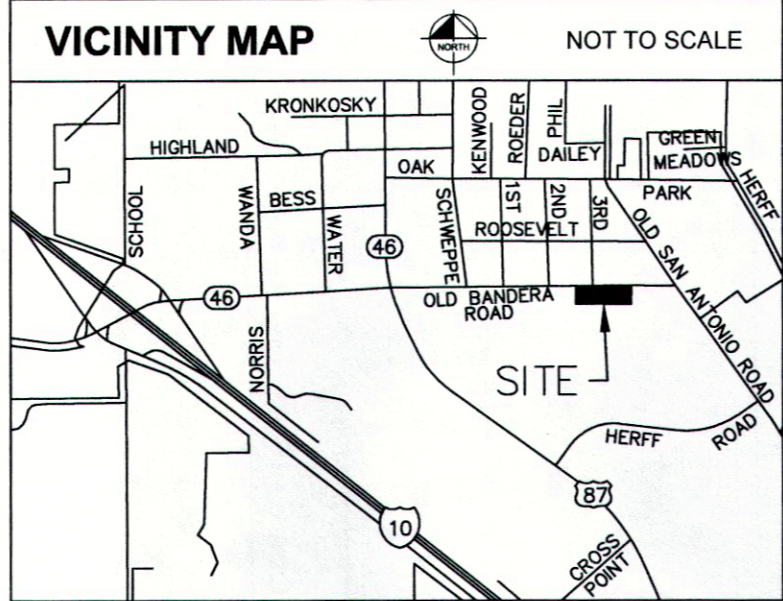 VICINITY MAP
NORTH
NOT TO SCALE
KRONKOSKY
HIGHLAND
OAK
KENWOOD
ROEDER
PHIL
DAILEY
GREEN
MEADOWS
HERFF
SCHOOL
WANDA
BESS
WATER
46
SCHWEPPE
1ST
2ND
3RD
PARK
ROOSEVELT
OLD SAN ANTONIO ROAD
46
OLD BANDERA
ROAD
NORRIS
SITE
HERFF
ROAD
87
10
CROSS
POINT